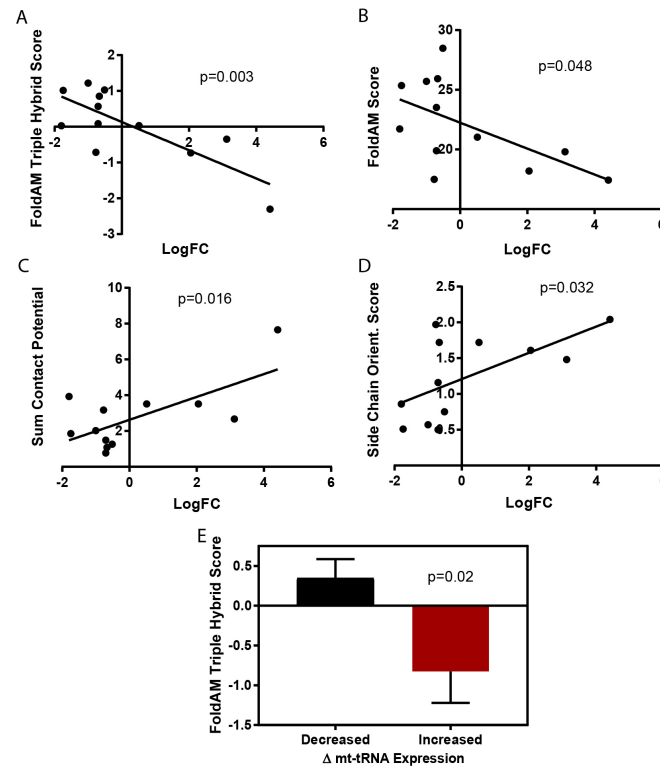 A
FoldAM Triple Hybrid Score
2
1
-1
-2
-3
-2
0
2
4
6
p=0.003
LogFC
B
FoldAM Score
30
25
20
-2
0
2
4
p=0.048
LogFC
C
Sum Contact Potential
10
8
6
4
2
-2
0
2
4
6
p=0.016
LogFC
D
Side Chain Orient. Score
2.5
2.0
1.5
1.0
0.5
-2
0
2
4
p=0.032
LogFC
E
FoldAM Triple Hybrid Score
0.5
0.0
-0.5
-1.0
-1.5
p=0.02
Decreased Increased
Δ mt-tRNA Expression